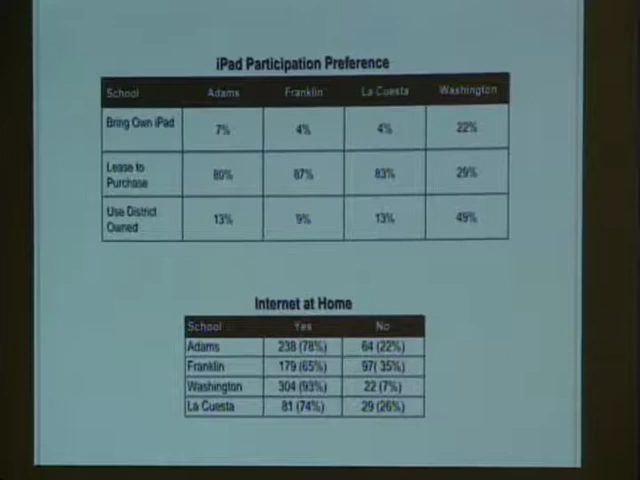 iPad Participation Preference
School Adams Franklin La Cuesta Washington
Bring Own iPad 7% 4% 4% 22%
Lease to Purchase 80% 87% 83% 29%
Use District Owned 13% 9% 13% 49%
Internet at Home
School Yes No
Adams 238 (78%) 64 (22%)
Franklin 179 (65%) 97( 35%)
Washington 304 (93%) 22 (7%)
La Cuesta 81 (74%) 29 (26%)